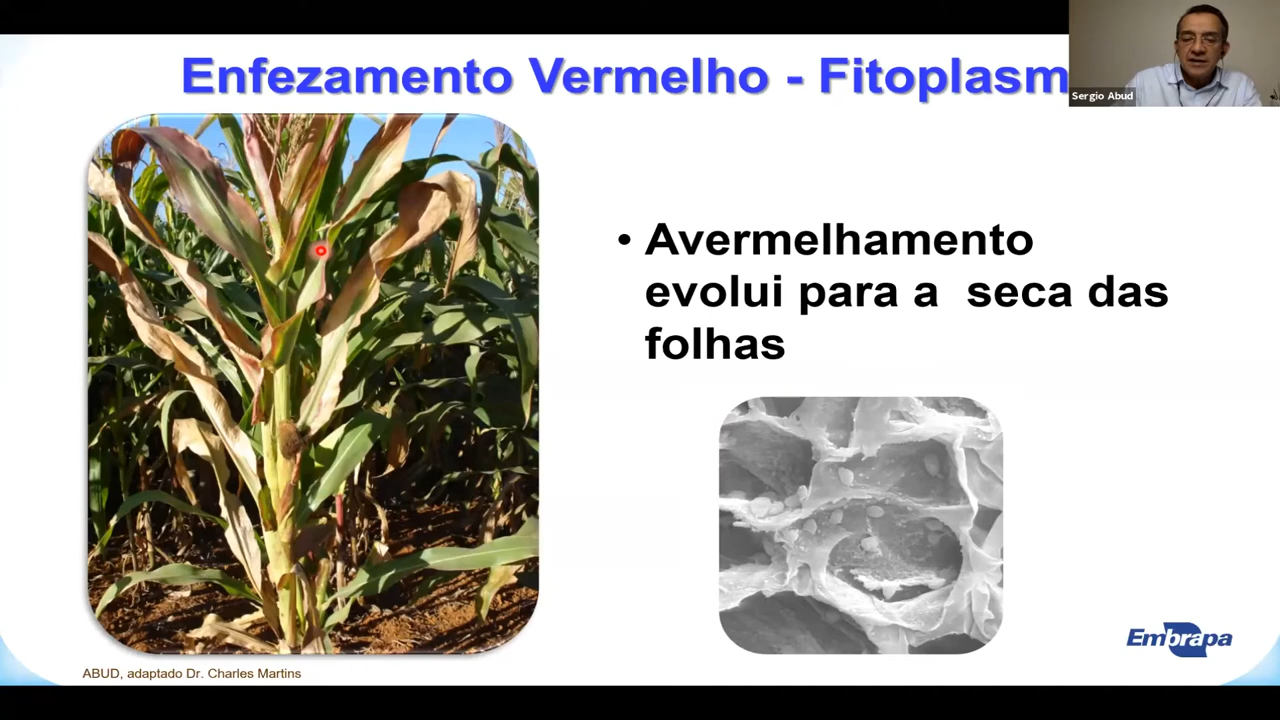 Enfezamento Vermelho - Fitoplasm
Sergio Abud
• Avermelhamento
evolui para a seca das
folhas
Embrapa
ABUD, adaptado Dr. Charles Martins